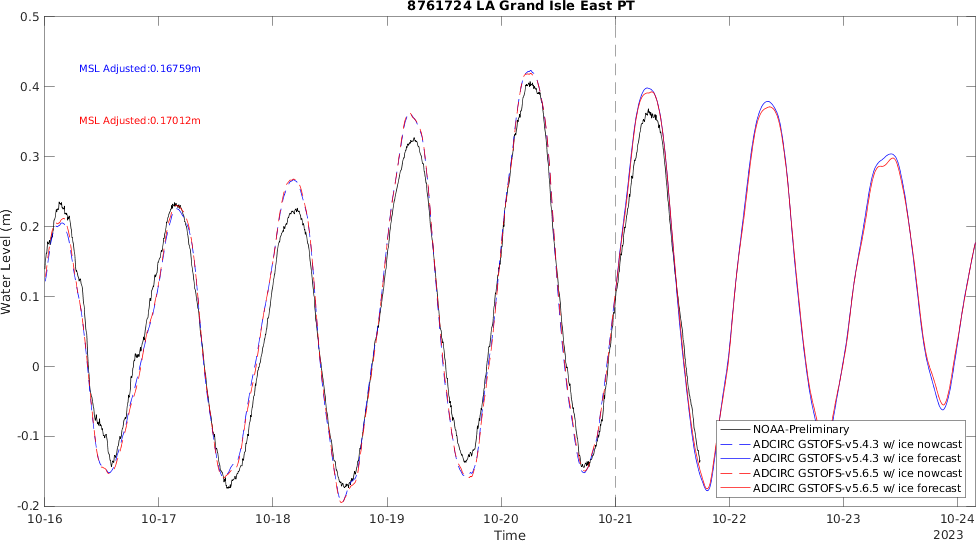 8761724 LA Grand Isle East PT
0.5
MSL Adjusted:0.16759m
0.4
MSL Adjusted:0.17012m
0.3
0.2
Water Level (m)
0.1
0
-0.1
-0.2
NOAA-Preliminary
ADCIRC GSTOFS-v5.4.3 w/ ice nowcast
ADCIRC GSTOFS-v5.4.3 w/ ice forecast
ADCIRC GSTOFS-v5.6.5 w/ ice nowcast
ADCIRC GSTOFS-v5.6.5 w/ ice forecast
10-16 10-17 10-18 10-19 10-20 10-21 10-22 10-23 10-24
Time
2023